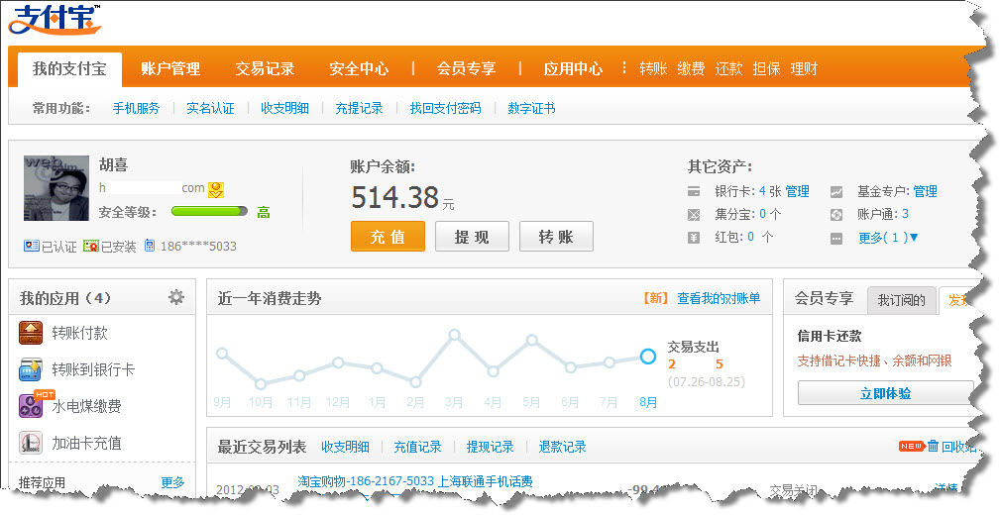 支付宝™
我的支付宝 账户管理 交易记录 安全中心 | 会员专享 | 应用中心 转账 缴费 还款 担保 理财
常用功能： 手机服务 | 实名认证 | 收支明细 | 充提记录 | 找回支付密码 | 数字证书
胡喜
h com
安全等级： 高
已认证 已安装 186****5033
账户余额:
514.38 元
充 值 提 现 转 账
其它资产:
银行卡: 4 张 管理 基金专户: 管理
集分宝: 0 个 账户通: 3
红包: 0 个 更多( 1 )▼
我的应用（4）
转账付款
转账到银行卡
HOT
水电煤缴费
加油卡充值
推荐应用 更多
近一年消费走势 【新】 查看我的对账单
交易支出
2 5
(07.26-08.25)
9月 10月 11月 12月 1月 2月 3月 4月 5月 6月 7月 8月
会员专享 我订阅的
信用卡还款
支持借记卡快捷、余额和网银
立即体验
最近交易列表 收支明细 | 充值记录 | 提现记录 | 退款记录 NEW 回收站
淘宝购物-186-2167-5033 上海联通手机话费
交易关闭 详情